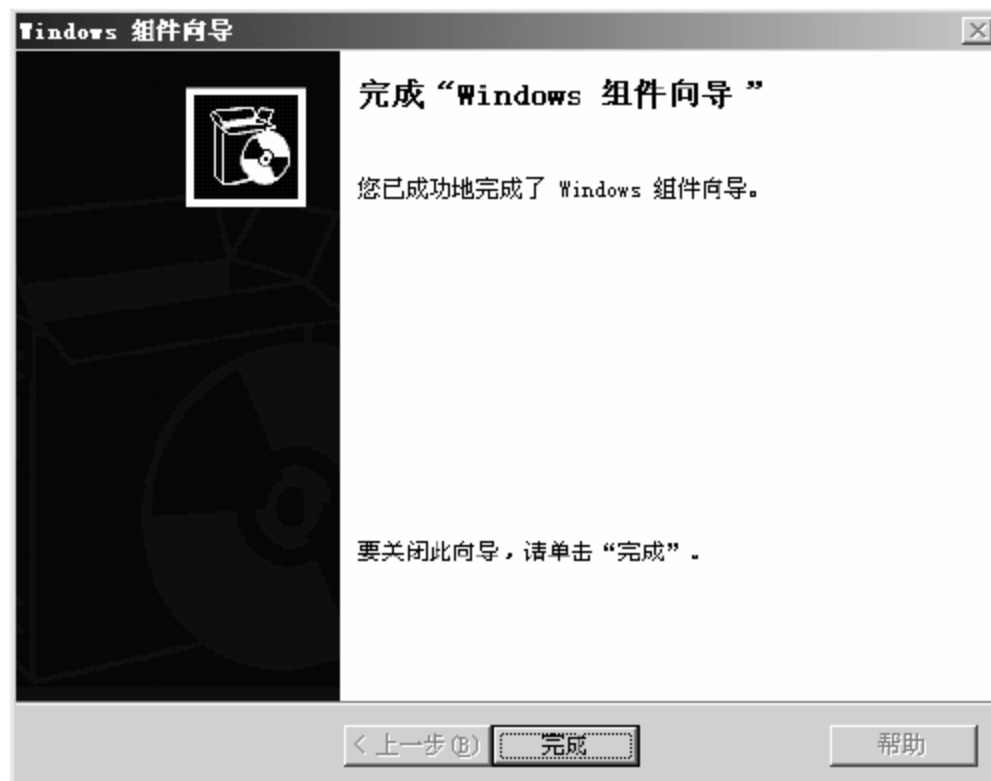 Windows 组件向导
完成“Windows 组件向导 ”
您已成功地完成了 Windows 组件向导。
要关闭此向导，请单击“完成”。
< 上一步(B)
完成
帮助